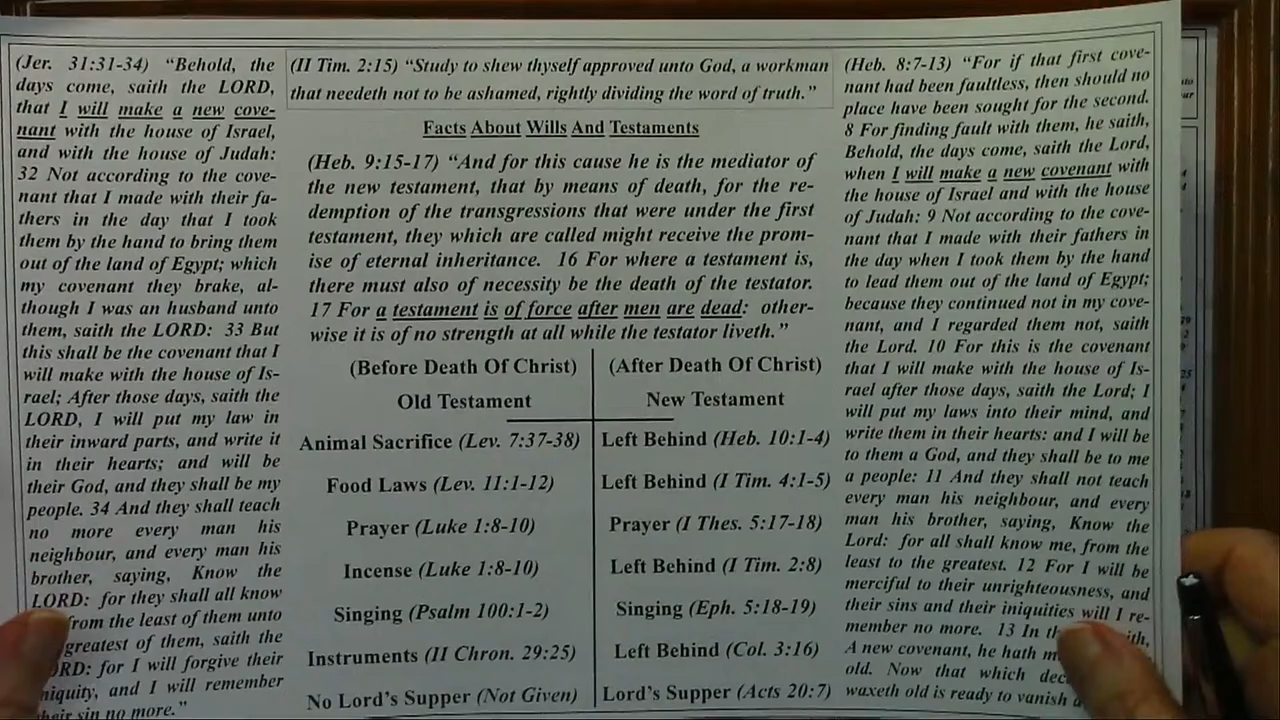 (Jer. 31:31-34) “Behold, the
days come, saith the LORD,
that I will make a new cove-
nant with the house of Israel,
and with the house of Judah:
32 Not according to the cove-
nant that I made with their fa-
thers in the day that I took
them by the hand to bring them
out of the land of Egypt; which
my covenant they brake, al-
though I was an husband unto
them, saith the LORD: 33 But
this shall be the covenant that I
will make with the house of Is-
rael; After those days, saith the
LORD, I will put my law in
their inward parts, and write it
in their hearts; and will be
their God, and they shall be my
people. 34 And they shall teach
no more every man his
neighbour, and every man his
brother, saying, Know the
LORD: for they shall all know
from the least of them unto
greatest of them, saith the
for I will forgive their
and I will remember
sin no more.”
(II Tim. 2:15) “Study to shew thyself approved unto God, a workman
that needeth not to be ashamed, rightly dividing the word of truth.”
Facts About Wills And Testaments
(Heb. 9:15-17) “And for this cause he is the mediator of
the new testament, that by means of death, for the re-
demption of the transgressions that were under the first
testament, they which are called might receive the prom-
ise of eternal inheritance. 16 For where a testament is,
there must also of necessity be the death of the testator.
17 For a testament is of force after men are dead: other-
wise it is of no strength at all while the testator liveth.”
(Before Death Of Christ) (After Death Of Christ)
Old Testament New Testament
Animal Sacrifice (Lev. 7:37-38) Left Behind (Heb. 10:1-4)
Food Laws (Lev. 11:1-12) Left Behind (I Tim. 4:1-5)
Prayer (Luke 1:8-10) Prayer (I Thes. 5:17-18)
Incense (Luke 1:8-10) Left Behind (I Tim. 2:8)
Singing (Psalm 100:1-2) Singing (Eph. 5:18-19)
Instruments (II Chron. 29:25) Left Behind (Col. 3:16)
No Lord’s Supper (Not Given) Lord’s Supper (Acts 20:7)
(Heb. 8:7-13) “For if that first cove-
nant had been faultless, then should no
place have been sought for the second.
8 For finding fault with them, he saith,
Behold, the days come, saith the Lord,
when I will make a new covenant with
the house of Israel and with the house
of Judah: 9 Not according to the cove-
nant that I made with their fathers in
the day when I took them by the hand
to lead them out of the land of Egypt;
because they continued not in my cove-
nant, and I regarded them not, saith
the Lord. 10 For this is the covenant
that I will make with the house of Is-
rael after those days, saith the Lord; I
will put my laws into their mind, and
write them in their hearts: and I will be
to them a God, and they shall be to me
a people: 11 And they shall not teach
every man his neighbour, and every
man his brother, saying, Know the
Lord: for all shall know me, from the
least to the greatest. 12 For I will be
merciful to their unrighteousness, and
their sins and their iniquities will I re-
member no more. 13 In
A new covenant, he hath
old. Now that which
waxeth old is ready to vanish